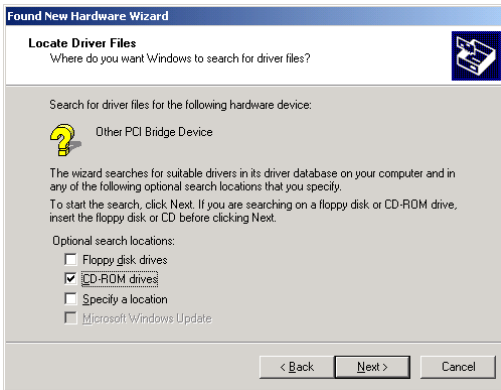 Found New Hardware Wizard
Locate Driver Files
Where do you want Windows to search for driver files?
Search for driver files for the following hardware device:
Other PCI Bridge Device
The wizard searches for suitable drivers in its driver database on your computer and in
any of the following optional search locations that you specify.
To start the search, click Next. If you are searching on a floppy disk or CD-ROM drive,
insert the floppy disk or CD before clicking Next.
Optional search locations:
Floppy disk drives
CD-ROM drives
Specify a location
Microsoft Windows Update
< Back Next > Cancel